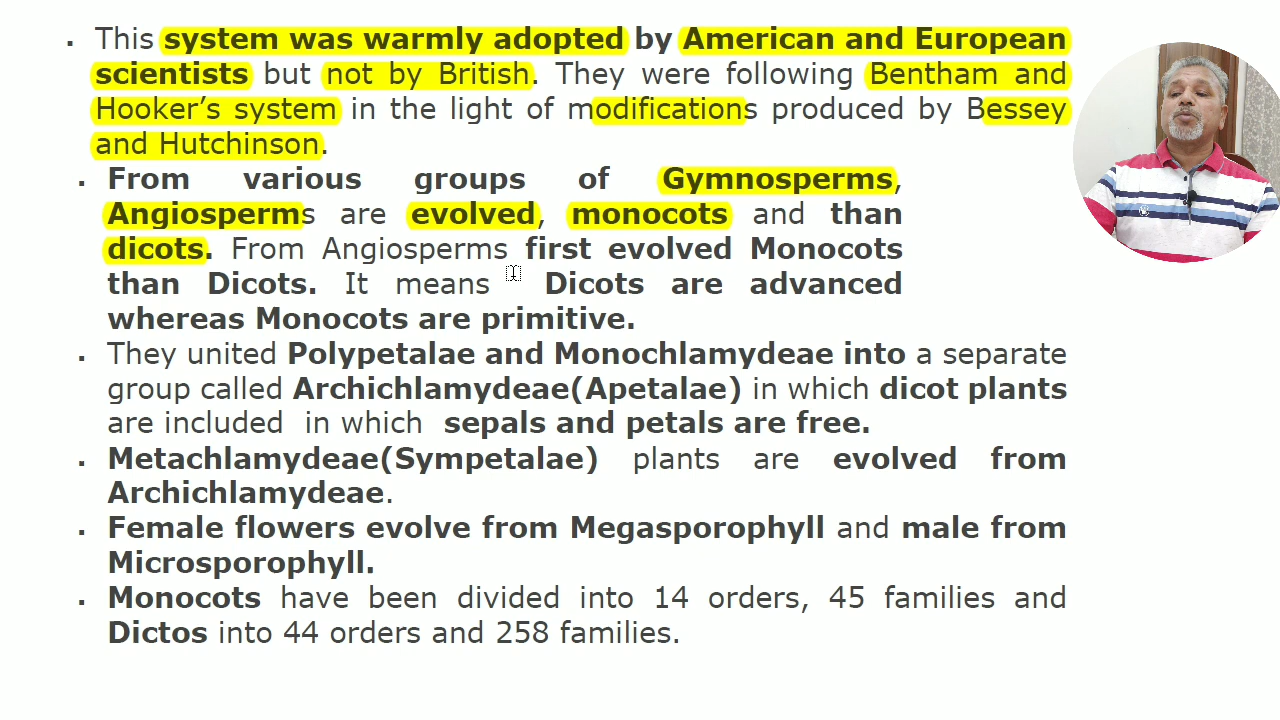 ▪ This system was warmly adopted by American and European
scientists but not by British. They were following Bentham and
Hooker’s system in the light of modifications produced by Bessey
and Hutchinson.
▪ From various groups of Gymnosperms,
Angiosperms are evolved, monocots and than
dicots. From Angiosperms first evolved Monocots
than Dicots. It means Dicots are advanced
whereas Monocots are primitive.
▪ They united Polypetalae and Monochlamydeae into a separate
group called Archichlamydeae(Apetalae) in which dicot plants
are included in which sepals and petals are free.
▪ Metachlamydeae(Sympetalae) plants are evolved from
Archichlamydeae.
▪ Female flowers evolve from Megasporophyll and male from
Microsporophyll.
▪ Monocots have been divided into 14 orders, 45 families and
Dictos into 44 orders and 258 families.